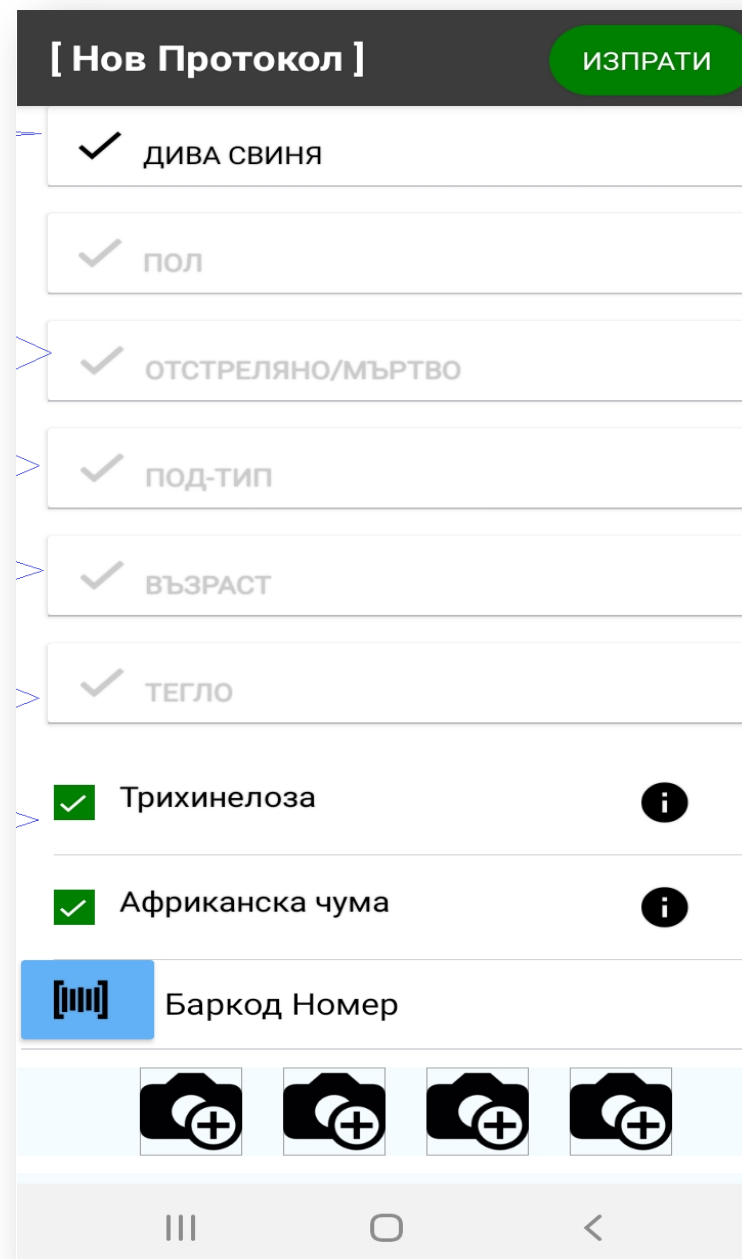 [ Нов Протокол ]
ИЗПРАТИ
ДИВА СВИНЯ
ПОЛ
ОТСТРЕЛЯНО/МЪРТВО
ПОД-ТИП
ВЪЗРАСТ
ТЕГЛО
Трихинелоза
Африканска чума
Баркод Номер